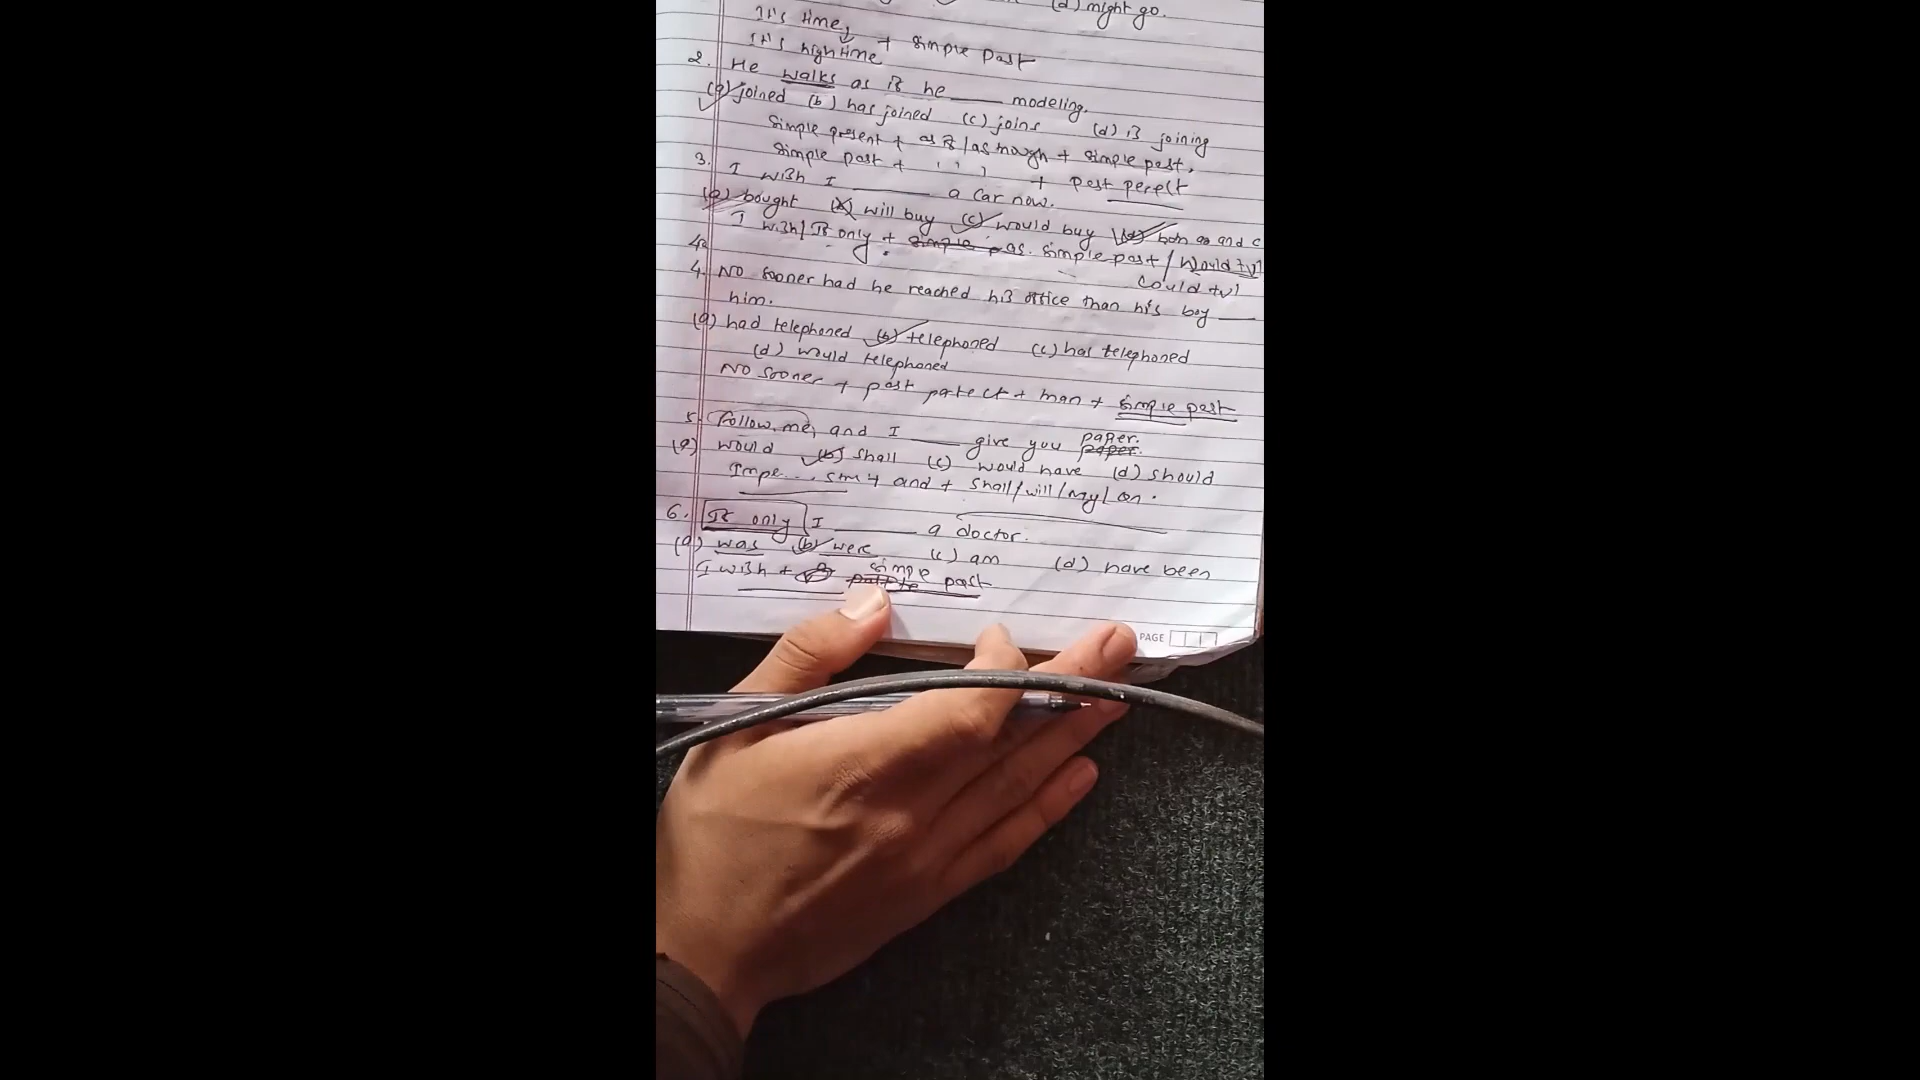 (d) might go.
It's time,
It's high time + simple past
2. He walks as if he ____ modeling.
(a) joined (b) has joined (c) joins (d) is joining
simple present + as if/as though + simple past,
simple past + , , , + past perect
3. I wish I ____ a car now.
(a) bought (b) will buy (c) would buy (d) both a and c
I wish/If only + simple pas. simple past/would +v1
could +v1
4. No sooner had he reached his office than his boy ____
him.
(a) had telephoned (b) telephoned (c) has telephoned
(d) would telephoned
No sooner + past parfect + than + simple past
5. Follow me, and I ____ give you paper.
paper.
(a) would (b) shall (c) would have (d) should
Impe... stm + and + shall/will/may/
6. If only I ____ a doctor.
(a) was (b) were (c) am (d) have been
I wish + simpe past
PAGE